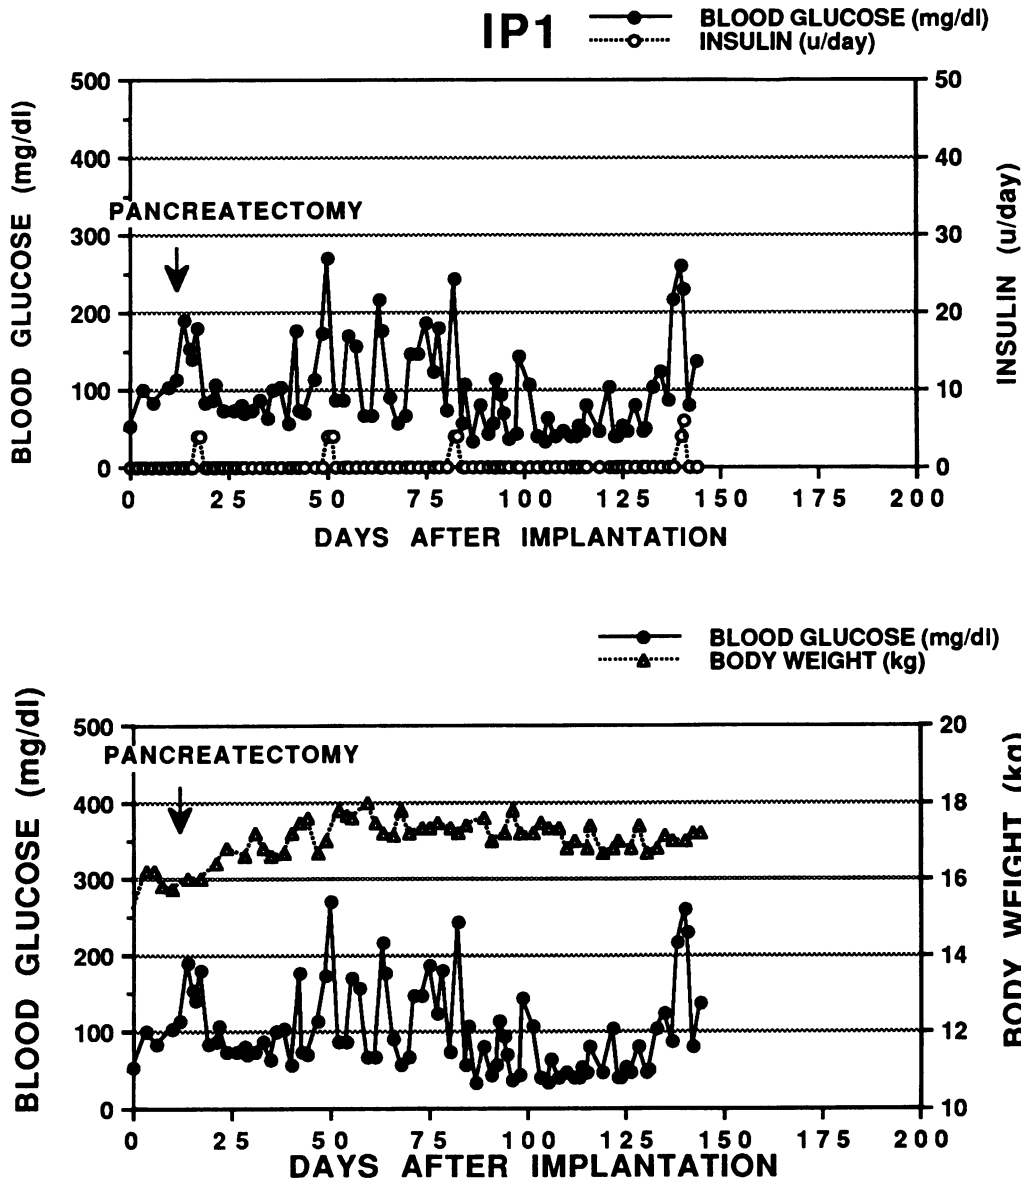 IP1
BLOOD GLUCOSE (mg/dl)
INSULIN (u/day)
500
400
300
200
100
0
50
40
30
20
10
0
PANCREATECTOMY
BLOOD GLUCOSE (mg/dl)
INSULIN (u/day)
0 25 50 75 100 125 150 175 200
DAYS AFTER IMPLANTATION
BLOOD GLUCOSE (mg/dl)
BODY WEIGHT (kg)
500
400
300
200
100
0
20
18
16
14
12
10
PANCREATECTOMY
BLOOD GLUCOSE (mg/dl)
BODY WEIGHT (kg)
0 25 50 75 100 125 150 175 200
DAYS AFTER IMPLANTATION